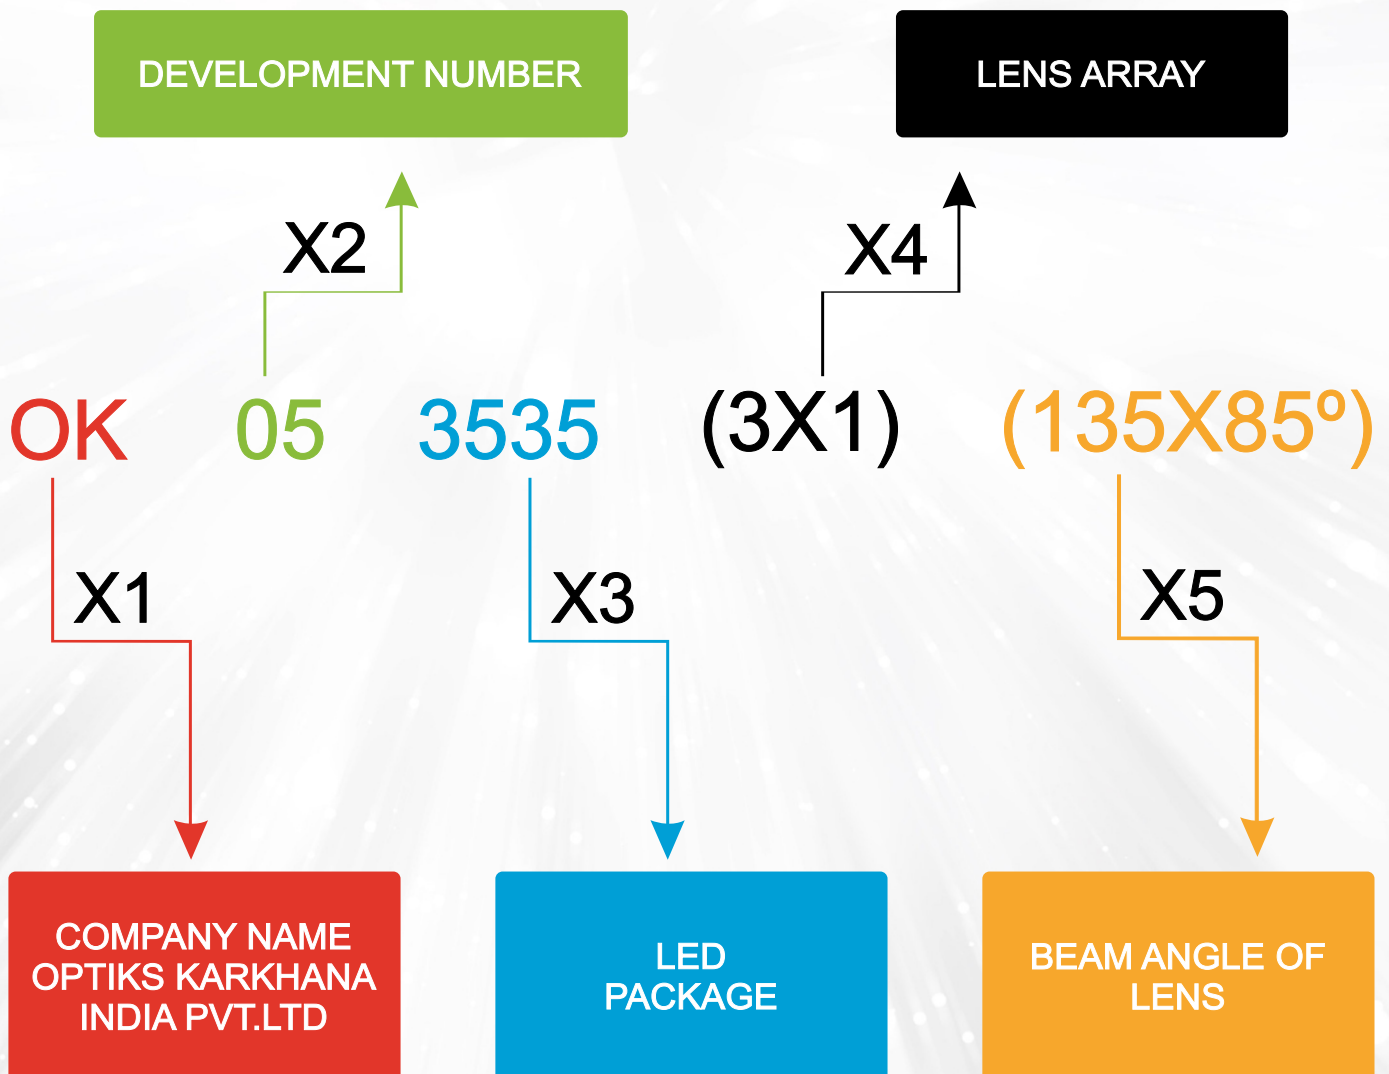 DEVELOPMENT NUMBER
LENS ARRAY
X2
X4
OK 05 3535 (3X1) (135X85º)
X1
X3
X5
COMPANY NAME
OPTIKS KARKHANA
INDIA PVT.LTD
LED
PACKAGE
BEAM ANGLE OF
LENS